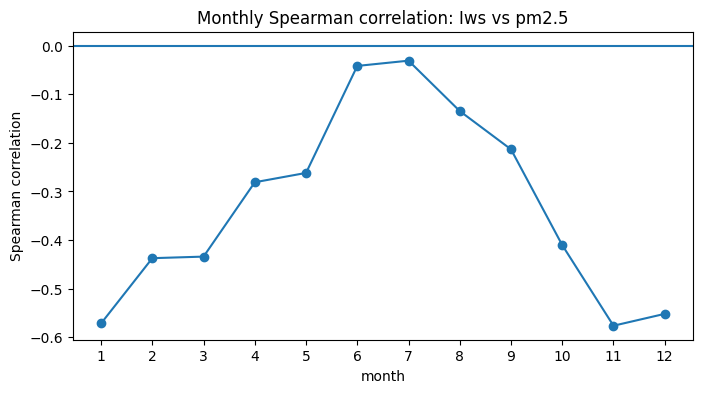 Monthly Spearman correlation: Iws vs pm2.5
Spearman correlation
0.0
−0.1
−0.2
−0.3
−0.4
−0.5
−0.6
1 2 3 4 5 6 7 8 9 10 11 12
month